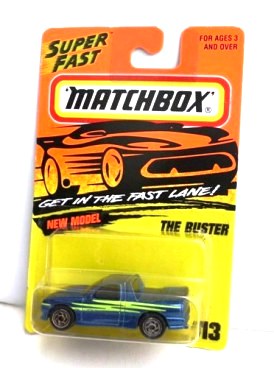 SUPER
FAST
FOR AGES 3
AND OVER
MATCHBOX®
GET IN THE FAST LANE!
NEW MODEL
THE BUSTER
13